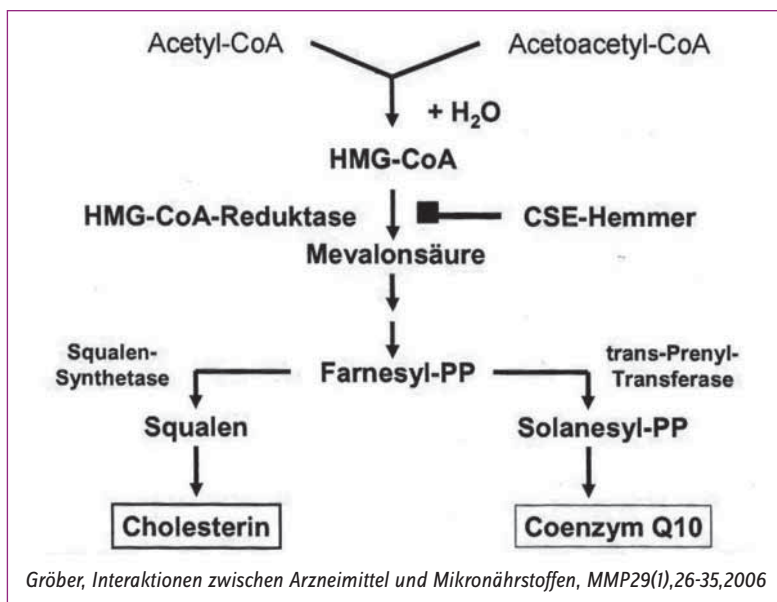 Acetyl-CoA Acetoacetyl-CoA
+ H₂O
HMG-CoA
HMG-CoA-Reduktase CSE-Hemmer
Mevalonsäure
Squalen-
Synthetase
Farnesyl-PP
trans-Prenyl-
Transferase
Squalen Solanesyl-PP
Cholesterin Coenzym Q10
Gröber, Interaktionen zwischen Arzneimittel und Mikronährstoffen, MMP29(1),26-35,2006